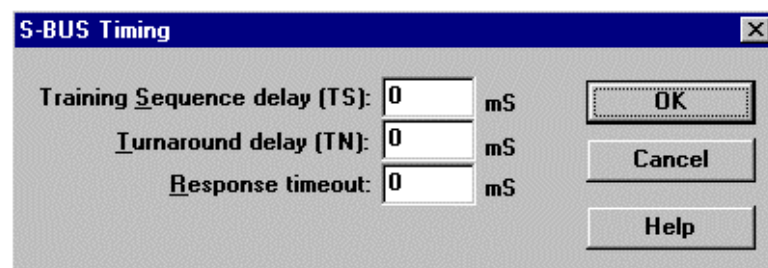 S-BUS Timing
Training Sequence delay (TS): 0 mS
OK
Turnaround delay (TN): 0 mS
Cancel
Response timeout: 0 mS
Help